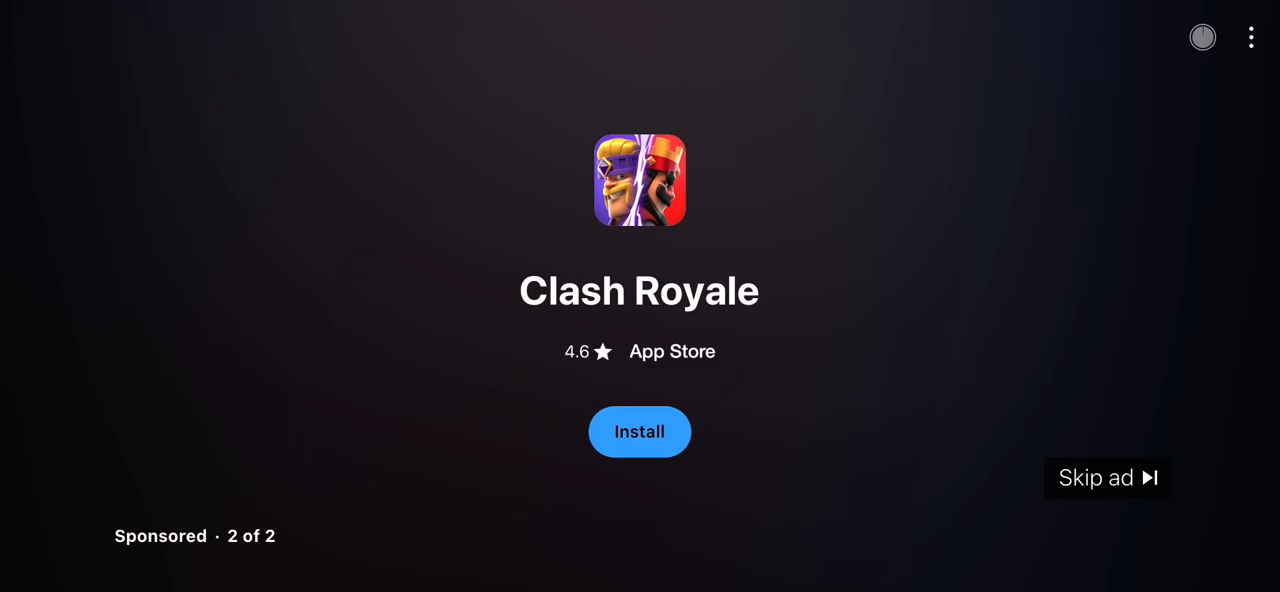 Clash Royale
4.6★ App Store
Install
Skip ad
Sponsored · 2 of 2